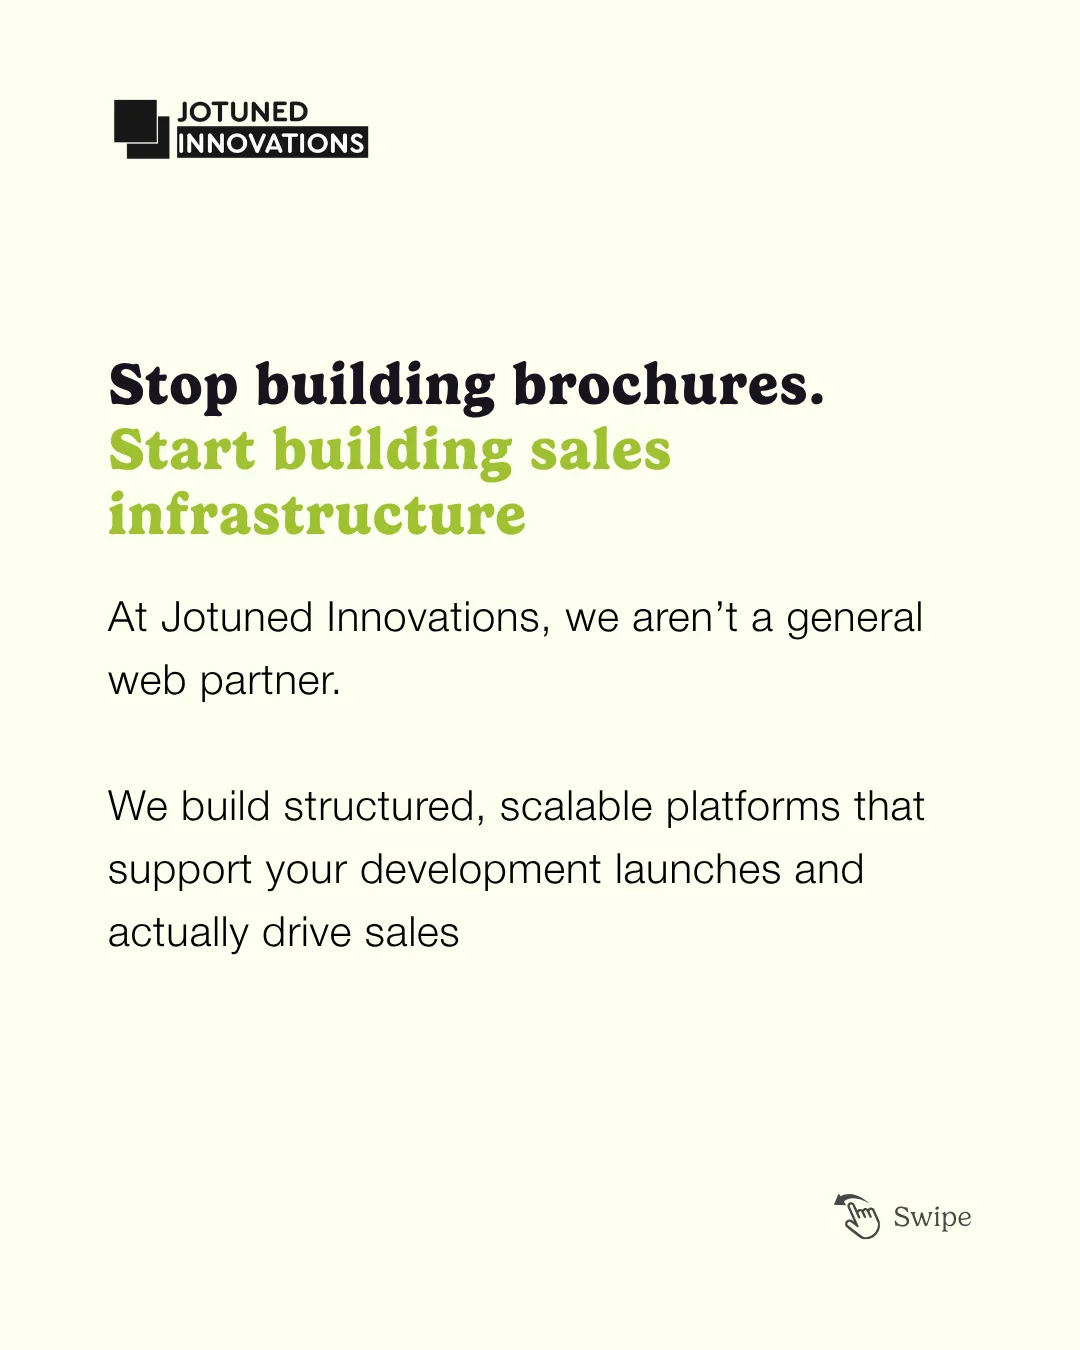 JOTUNED
INNOVATIONS
Stop building brochures.
Start building sales
infrastructure
At Jotuned Innovations, we aren’t a general
web partner.
We build structured, scalable platforms that
support your development launches and
actually drive sales
Swipe